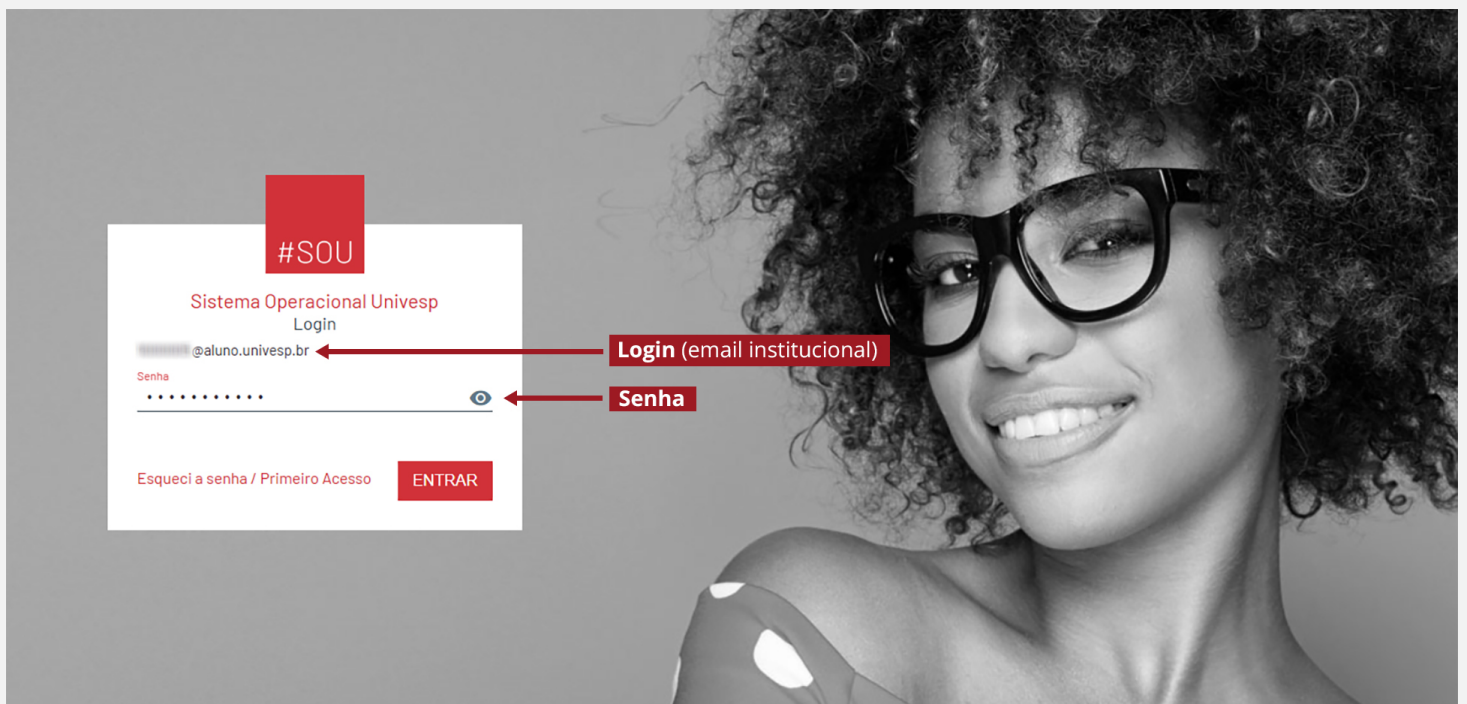 #SOU
Sistema Operacional Univesp
Login
@aluno.univesp.br
Login (email institucional)
Senha
Senha
Esqueci a senha / Primeiro Acesso
ENTRAR